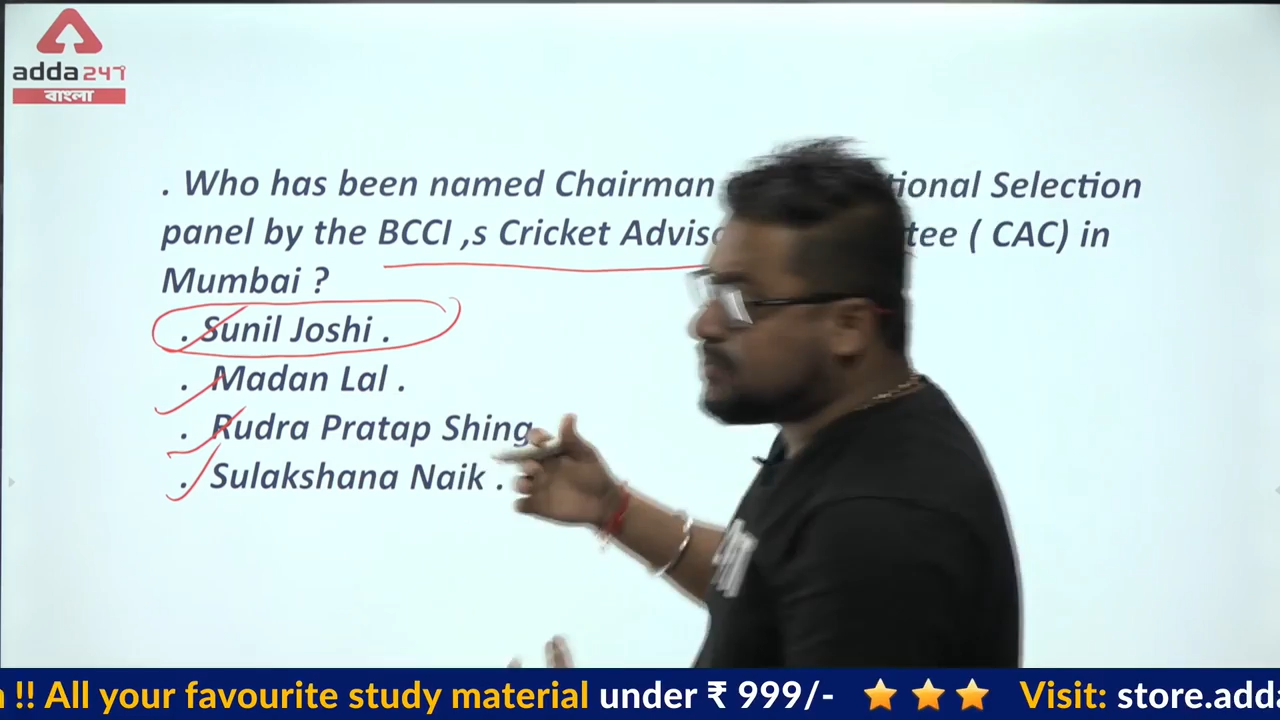 adda247
বাংলা
. Who has been named Chairman tional Selection
panel by the BCCI ,s Cricket tee ( CAC) in
Mumbai ?
. Sunil Joshi .
. Madan Lal .
. Rudra Pratap Shing
. Sulakshana Naik .
!! All your favourite study material under ₹ 999/- Visit: store.adda